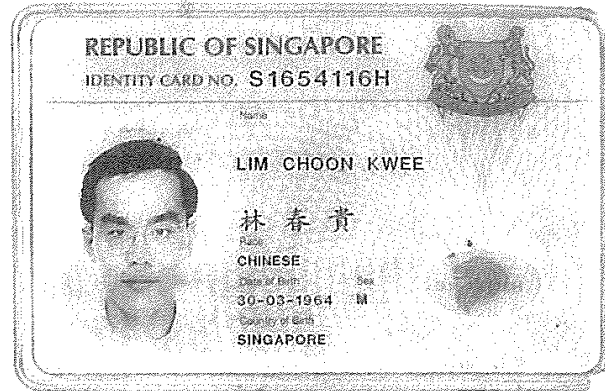 REPUBLIC OF SINGAPORE
IDENTITY CARD NO. S1654116H
Name
LIM CHOON KWEE
林春貴
Race
CHINESE
Date of Birth Sex
30-03-1964 M
Country of Birth
SINGAPORE